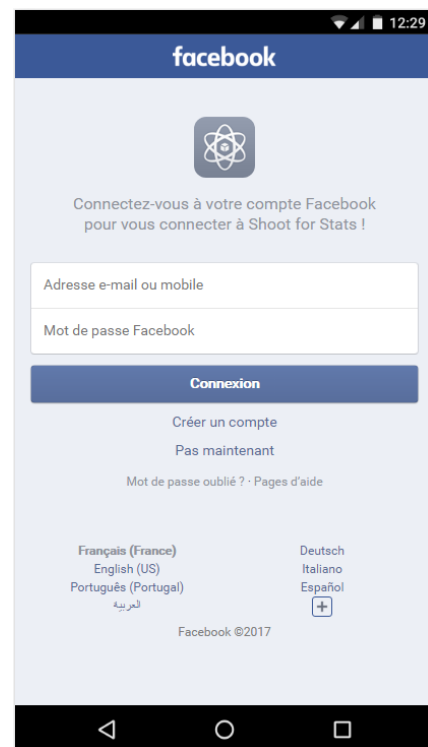 12:29
facebook
Connectez-vous à votre compte Facebook
pour vous connecter à Shoot for Stats !
Adresse e-mail ou mobile
Mot de passe Facebook
Connexion
Créer un compte
Pas maintenant
Mot de passe oublié ? · Pages d'aide
Français (France)
Deutsch
English (US)
Italiano
Português (Portugal)
Español
العربية
Facebook ©2017